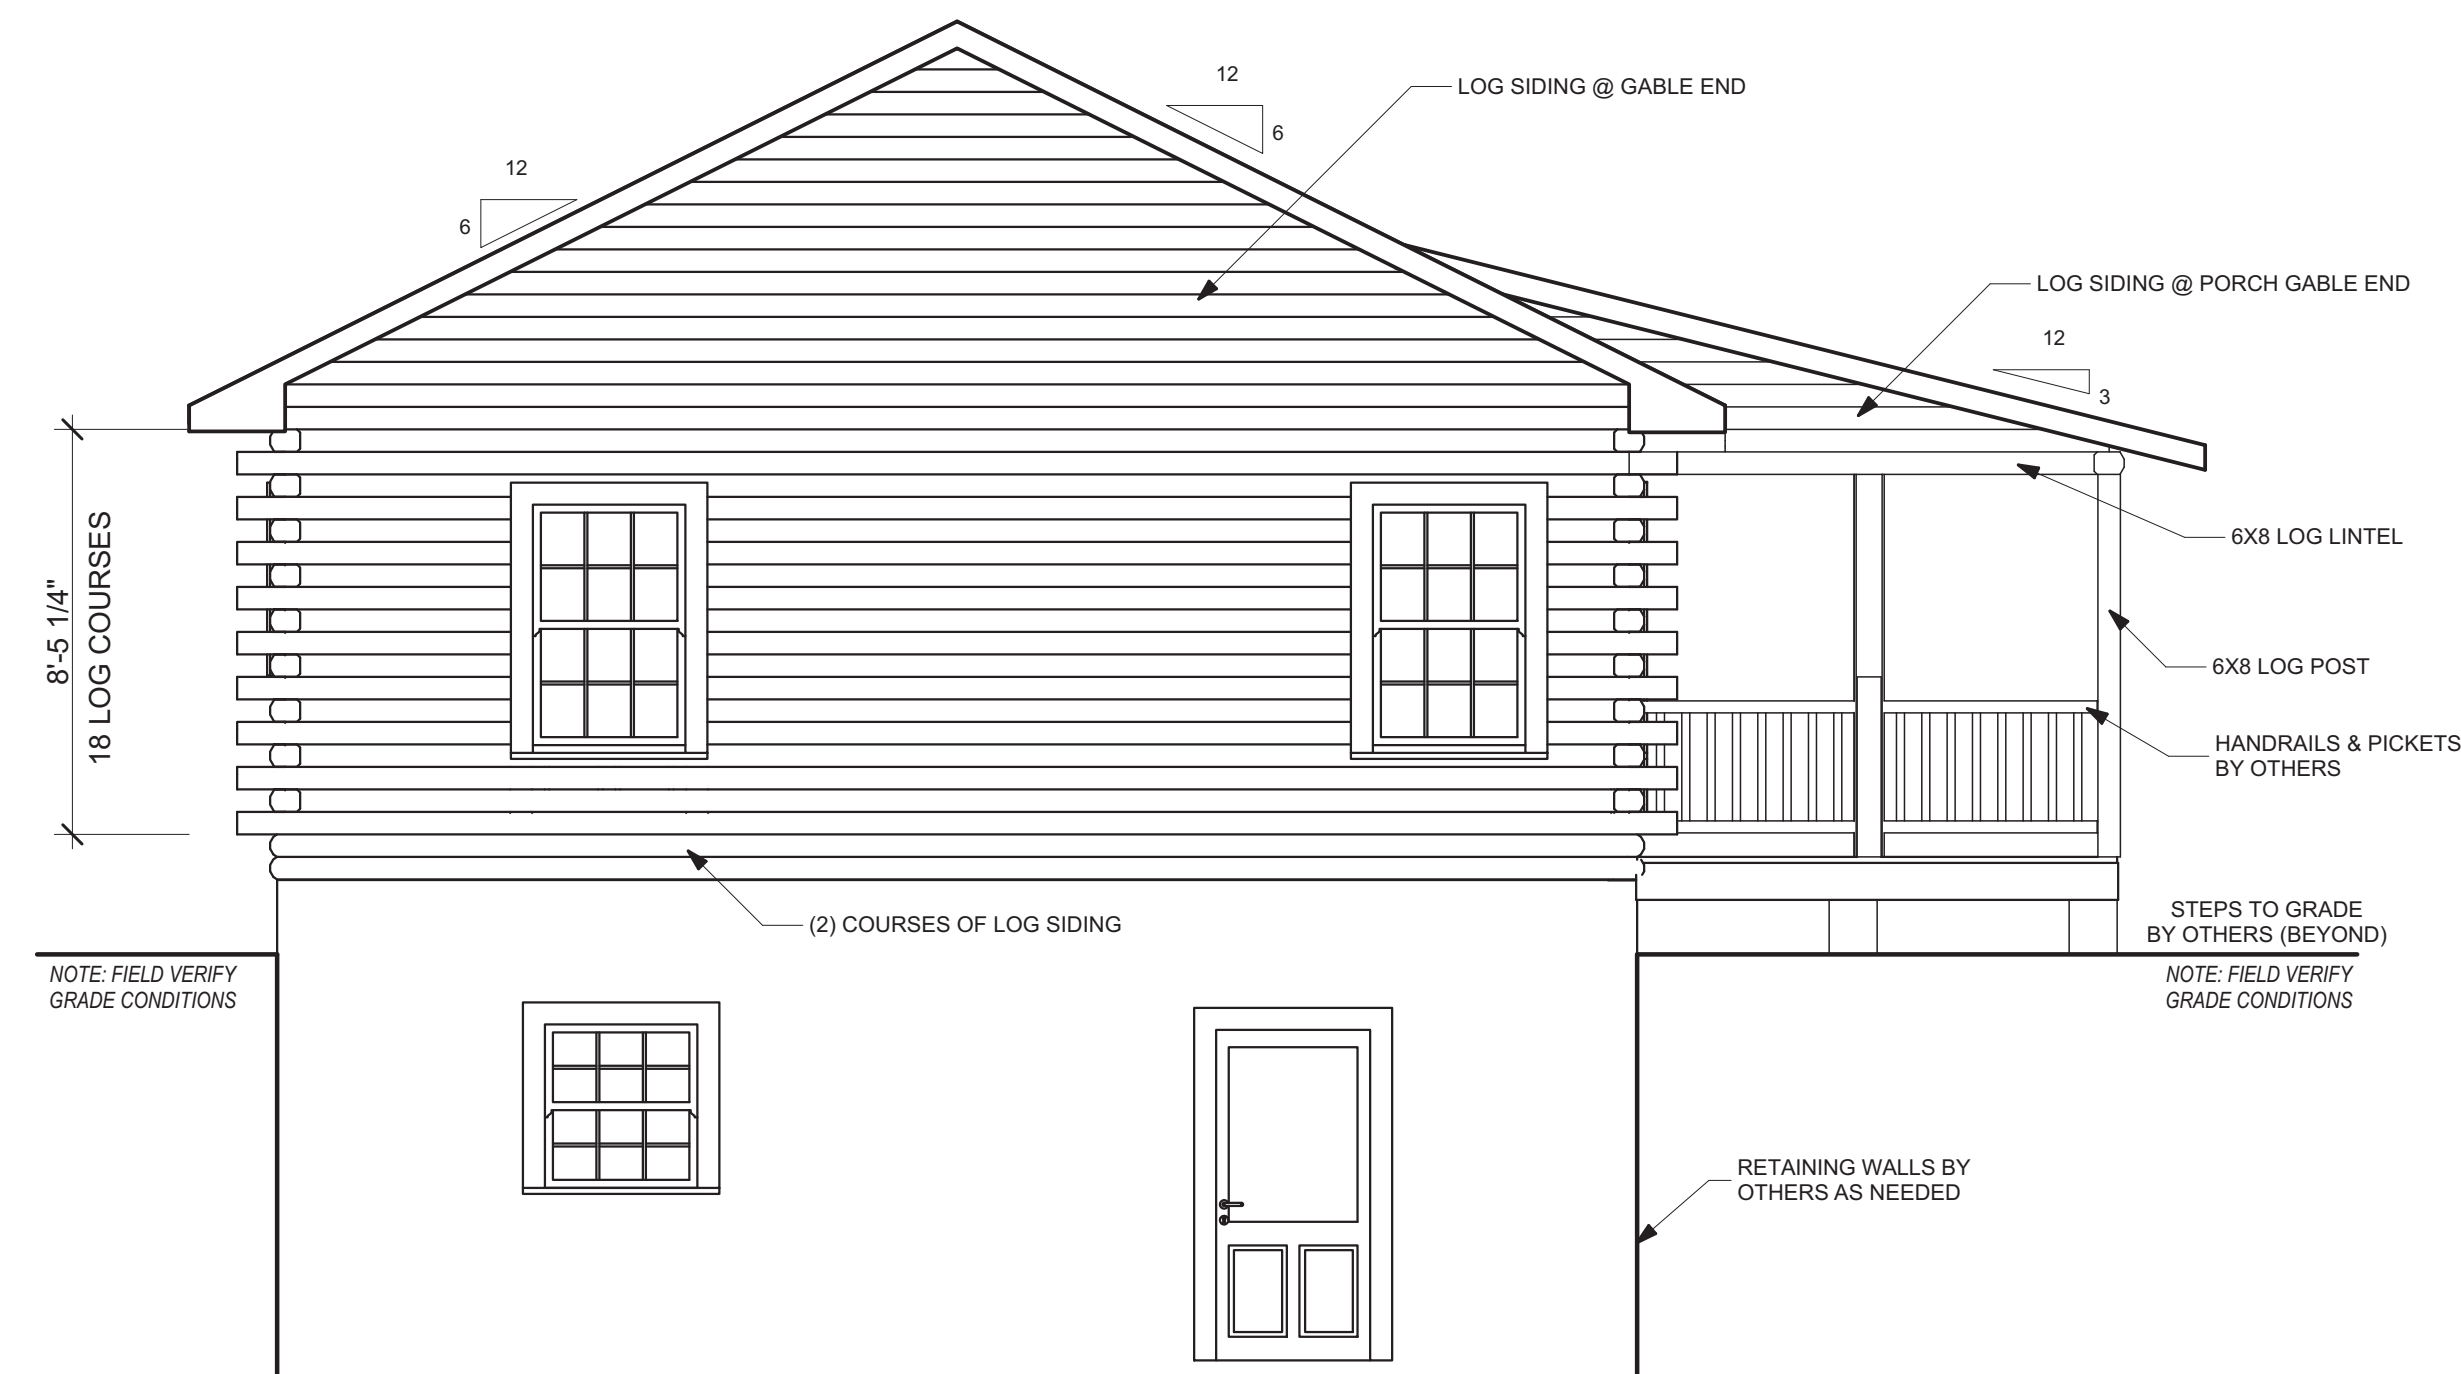 12
LOG SIDING @ GABLE END
6
12
6
LOG SIDING @ PORCH GABLE END
12
3
8'-5 1/4"
18 LOG COURSES
6X8 LOG LINTEL
6X8 LOG POST
HANDRAILS & PICKETS
BY OTHERS
(2) COURSES OF LOG SIDING
STEPS TO GRADE
BY OTHERS (BEYOND)
NOTE: FIELD VERIFY
GRADE CONDITIONS
NOTE: FIELD VERIFY
GRADE CONDITIONS
RETAINING WALLS BY
OTHERS AS NEEDED